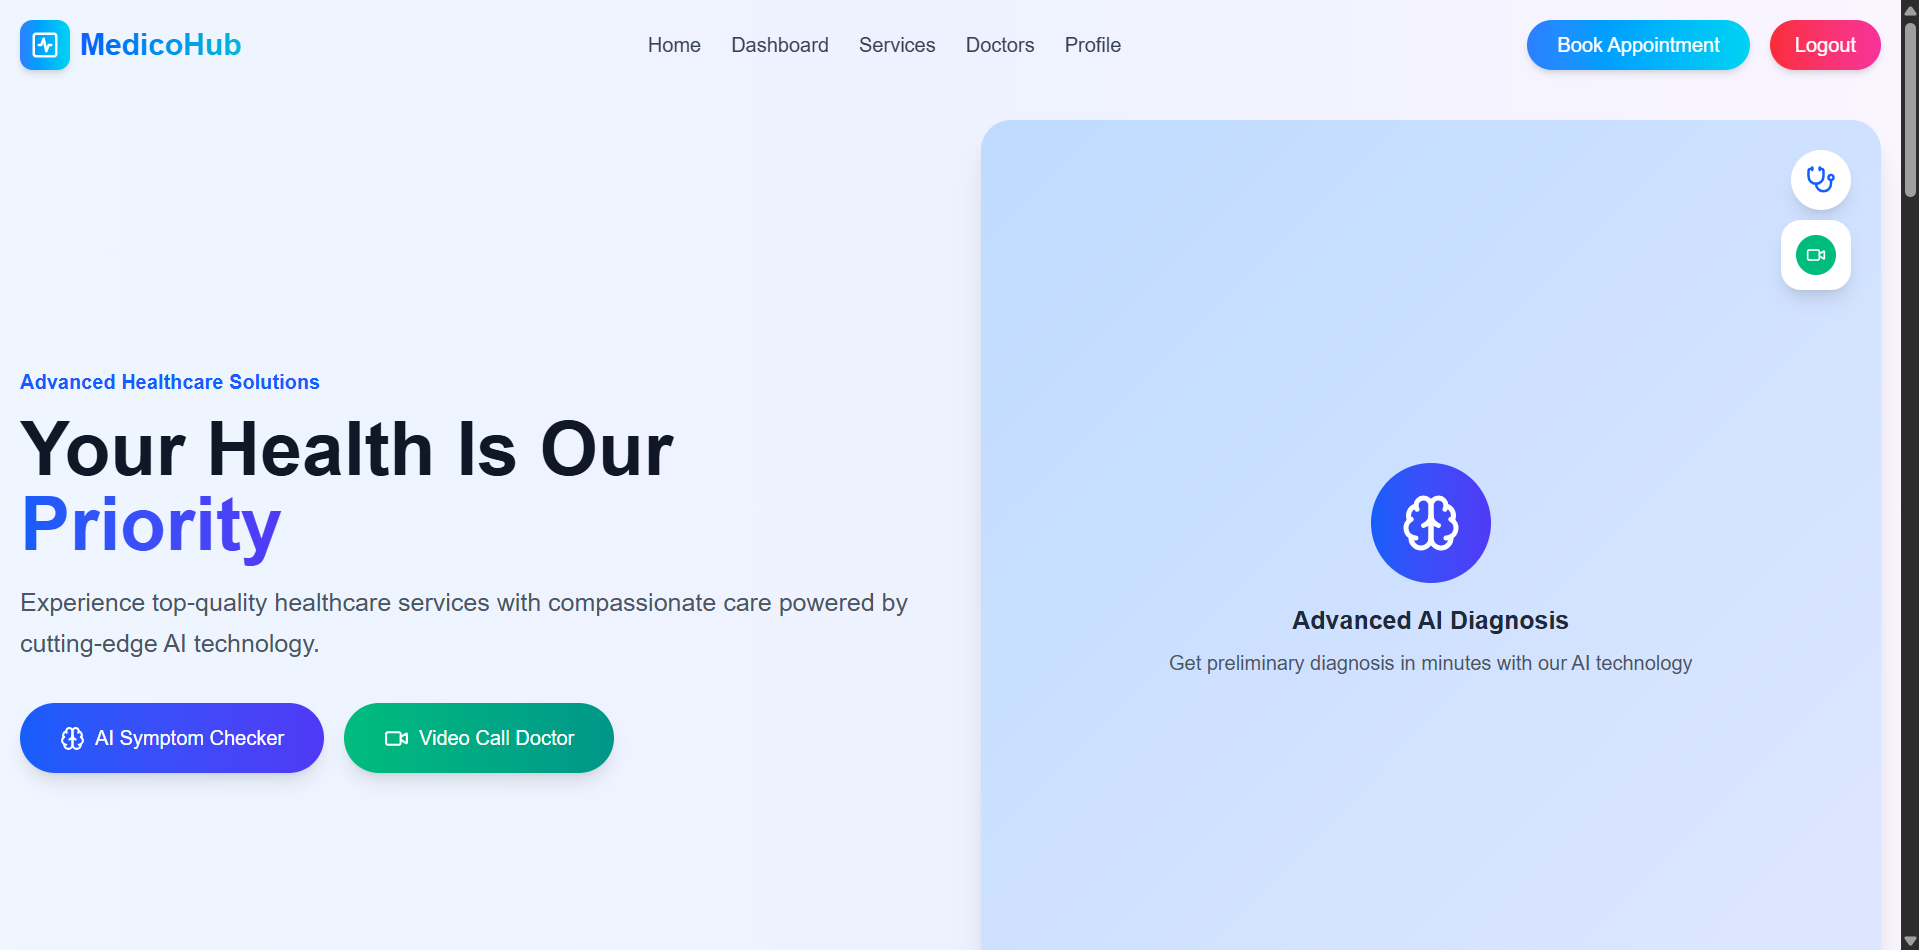 MedicoHub
Home
Dashboard
Services
Doctors
Profile
Book Appointment
Logout
Advanced Healthcare Solutions
Your Health Is Our
Priority
Experience top-quality healthcare services with compassionate care powered by
cutting-edge AI technology.
AI Symptom Checker
Video Call Doctor
Advanced AI Diagnosis
Get preliminary diagnosis in minutes with our AI technology